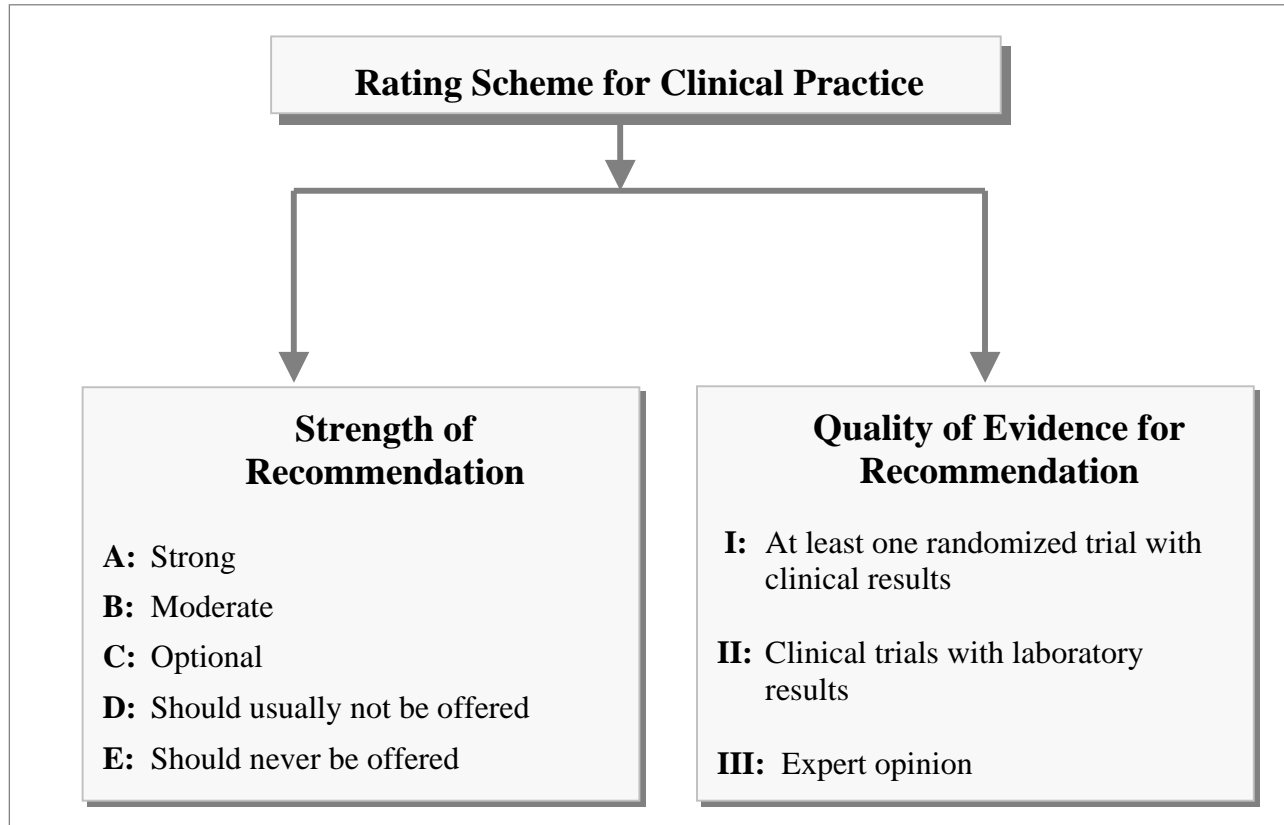 Rating Scheme for Clinical Practice
Strength of
Recommendation
A: Strong
B: Moderate
C: Optional
D: Should usually not be offered
E: Should never be offered
Quality of Evidence for
Recommendation
I: At least one randomized trial with
clinical results
II: Clinical trials with laboratory
results
III: Expert opinion